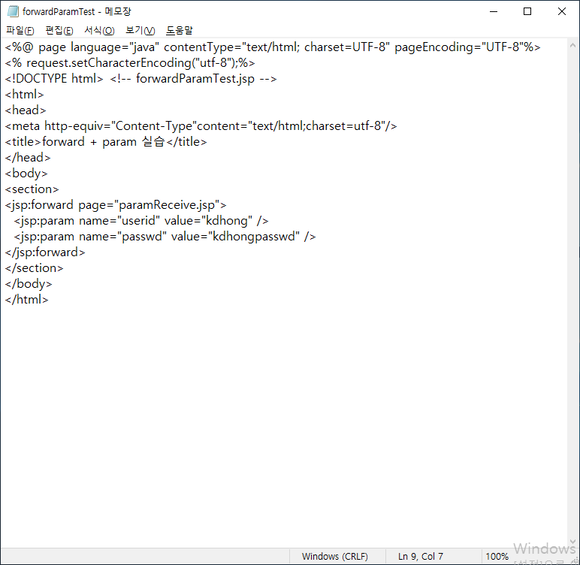 forwardParamTest - 메모장
파일(F) 편집(E) 서식(O) 보기(V) 도움말
<%@ page language="java" contentType="text/html; charset=UTF-8" pageEncoding="UTF-8"%>
<% request.setCharacterEncoding("utf-8");%>
<!DOCTYPE html> <!-- forwardParamTest.jsp -->
<html>
<head>
<meta http-equiv="Content-Type"content="text/html;charset=utf-8"/>
<title>forward + param 실습</title>
</head>
<body>
<section>
<jsp:forward page="paramReceive.jsp">
<jsp:param name="userid" value="kdhong" />
<jsp:param name="passwd" value="kdhongpasswd" />
</jsp:forward>
</section>
</body>
</html>
Windows
Windows (CRLF) Ln 9, Col 7 100%